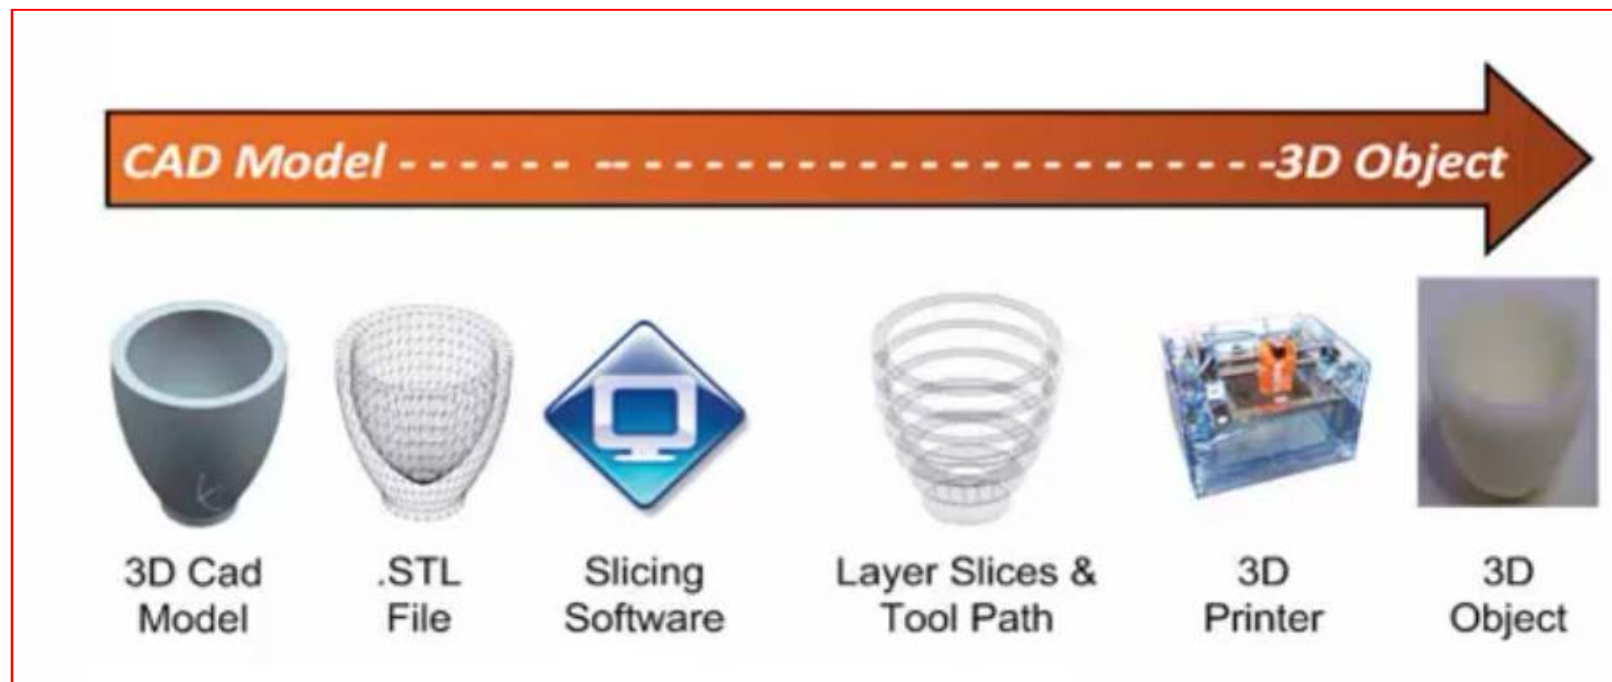 CAD Model - - - - - - -- - - - - - - - - - - - - - - - - - - - - -3D Object
3D Cad
Model
.STL
File
Slicing
Software
Layer Slices &
Tool Path
3D
Printer
3D
Object